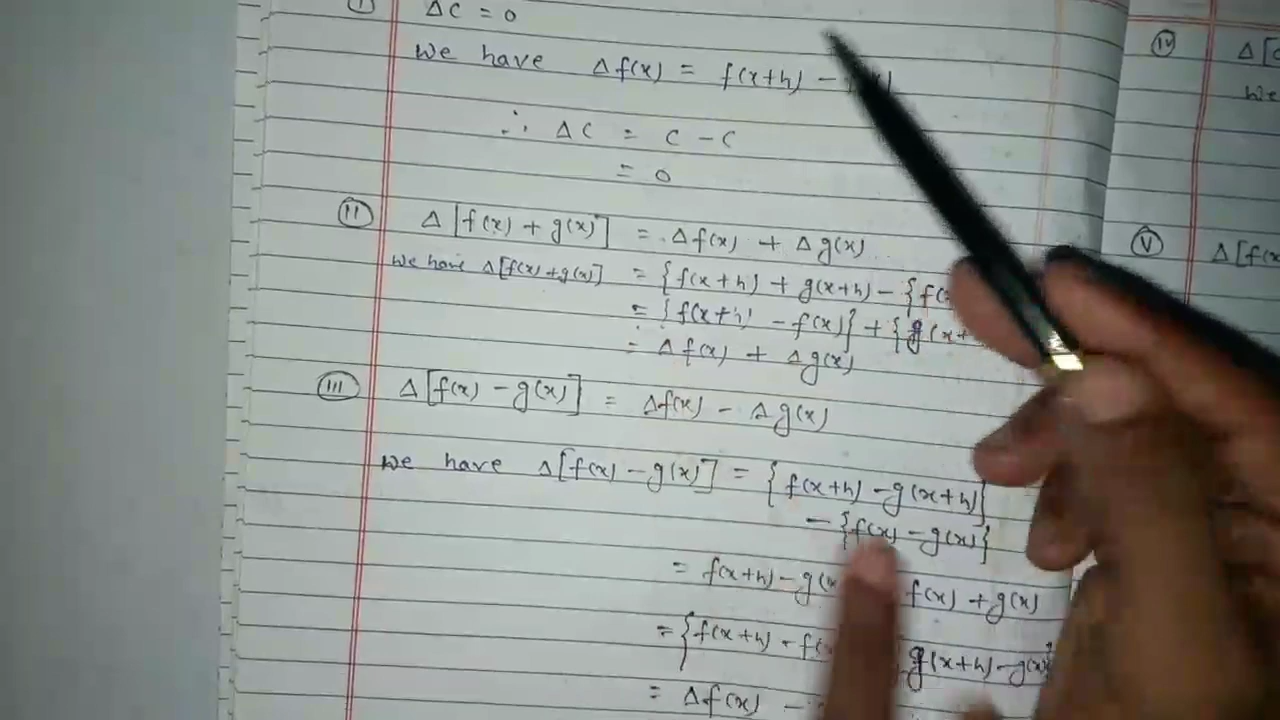 I ΔC = 0
We have Δf(x) = f(x+h) –
∴ ΔC = C – C
= 0
II Δ[f(x) + g(x)] = Δf(x) + Δg(x)
We have Δ[f(x)+g(x)] = {f(x+h) + g(x+h) – {f(
= {f(x+h) – f(x)} + {g(x+
= Δf(x) + Δg(x)
III Δ[f(x) – g(x)] = Δf(x) – Δg(x)
We have Δ[f(x) – g(x)] = {f(x+h) – g(x+h)}
– {f(x) – g(x)}
= f(x+h) – g(x f(x) + g(x)
= {f(x+h) – f( g(x+h) – g(x)}
= Δf(x) –
IV Δ[
We
V Δ[f(x